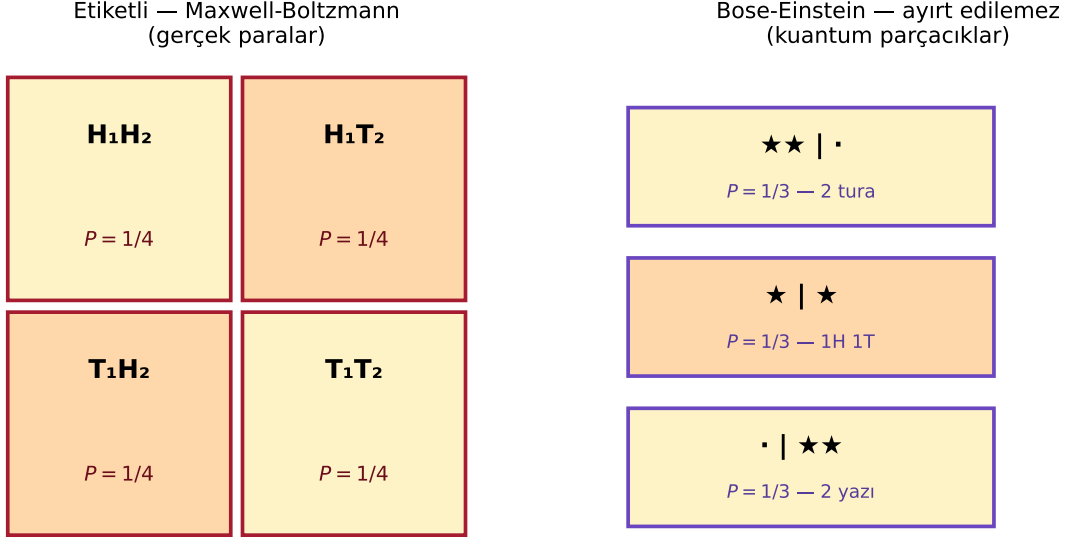 Etiketli — Maxwell-Boltzmann
(gerçek paralar)
H₁H₂
P = 1/4
H₁T₂
P = 1/4
T₁H₂
P = 1/4
T₁T₂
P = 1/4
Bose-Einstein — ayırt edilemez
(kuantum parçacıklar)
★★ | ·
P = 1/3 — 2 tura
★ | ★
P = 1/3 — 1H 1T
· | ★★
P = 1/3 — 2 yazı